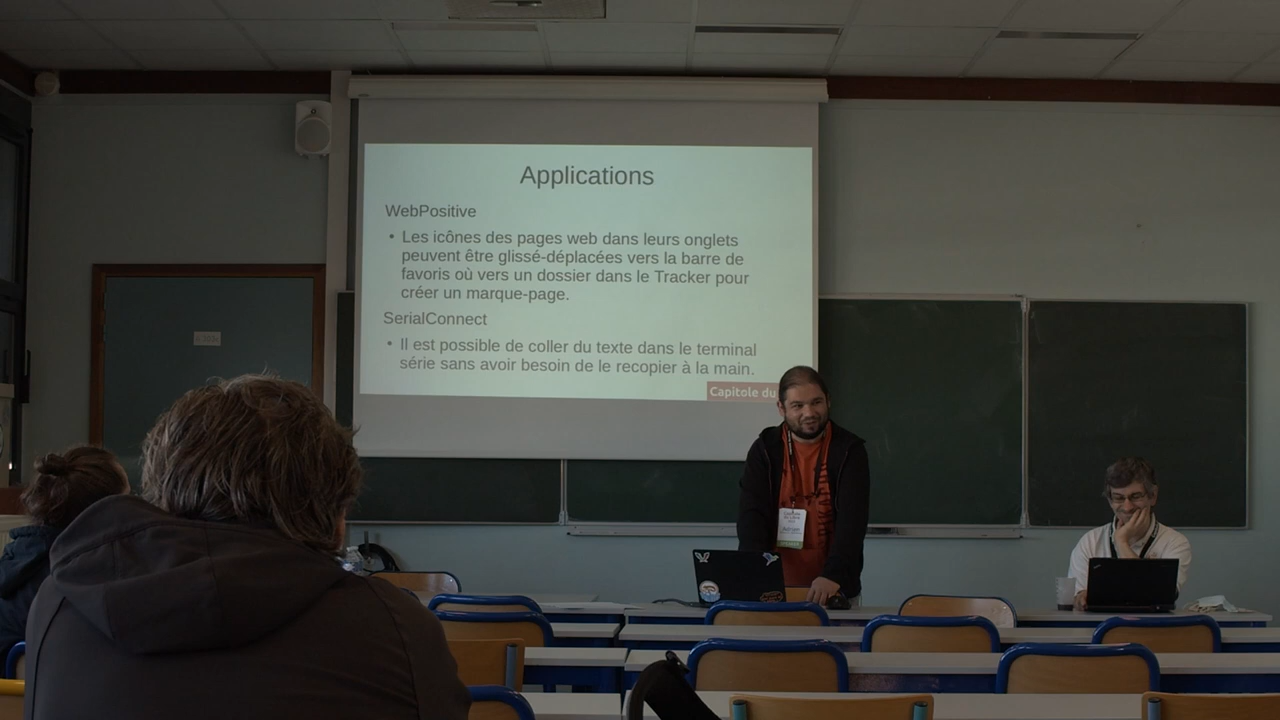 Applications
WebPositive
• Les icônes des pages web dans leurs onglets
peuvent être glissé-déplacées vers la barre de
favoris où vers un dossier dans le Tracker pour
créer un marque-page.
SerialConnect
• Il est possible de coller du texte dans le terminal
série sans avoir besoin de le recopier à la main.
Capitole du